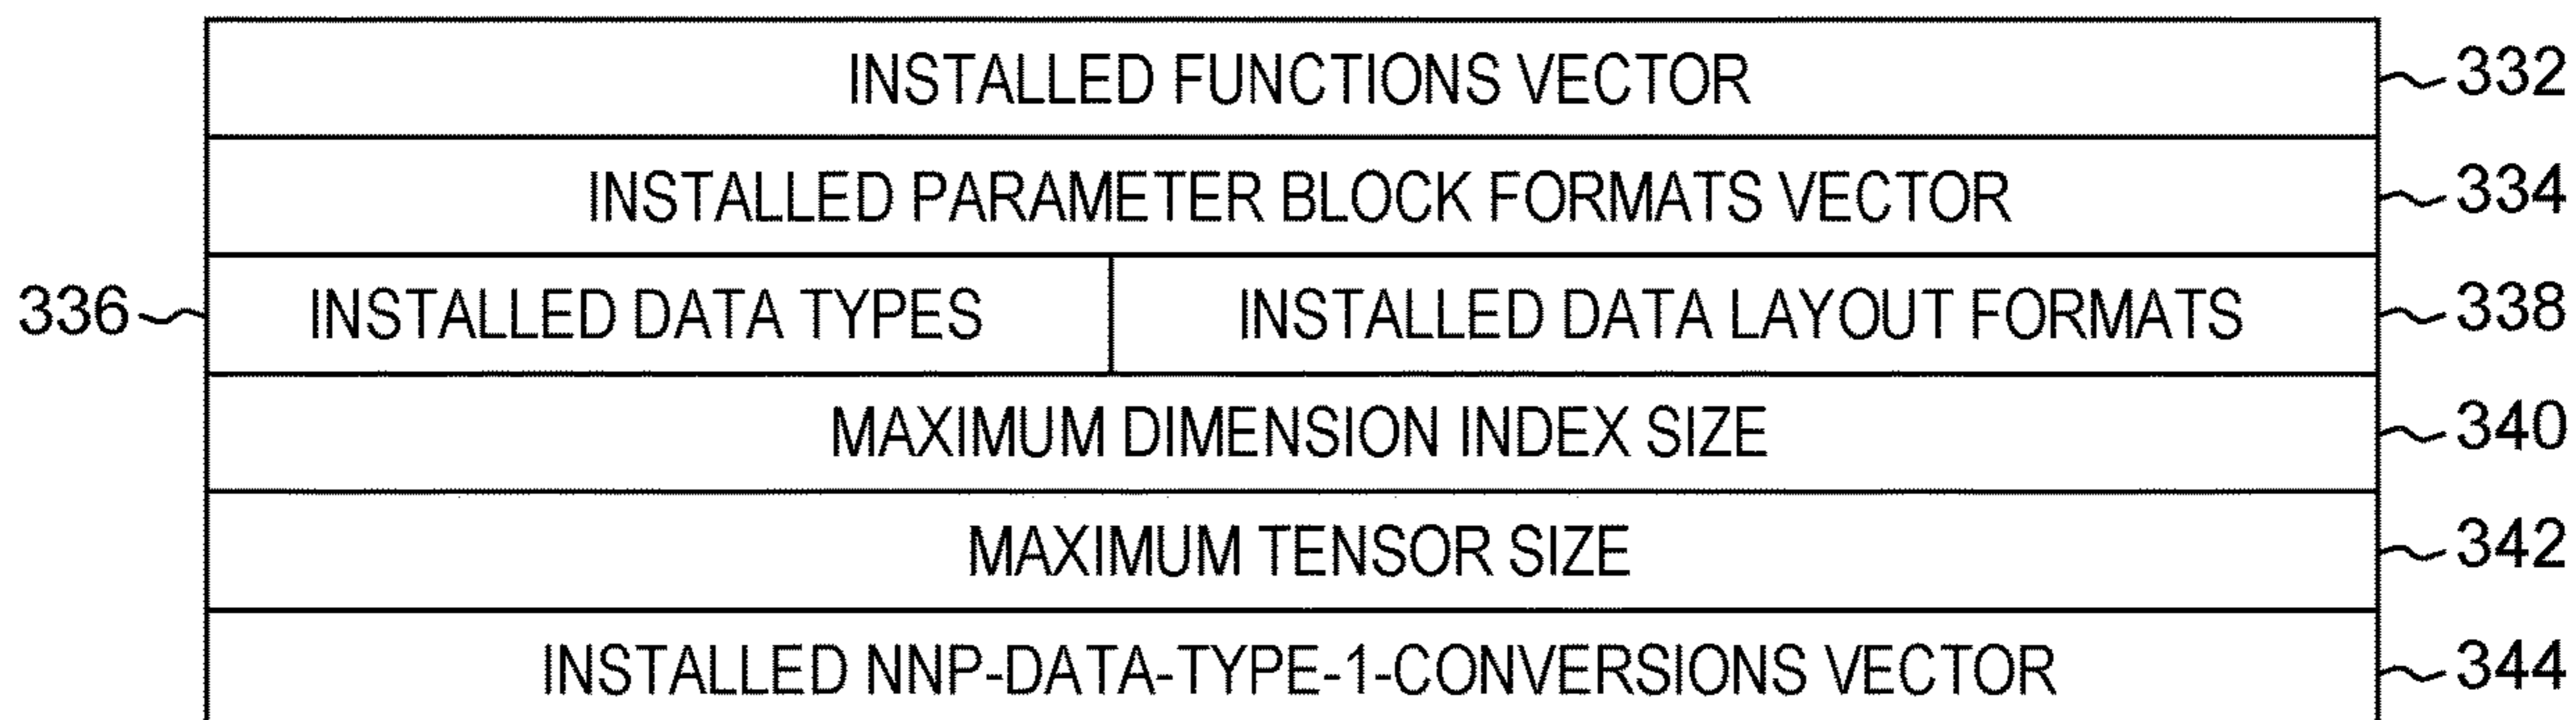 INSTALLED FUNCTIONS VECTOR 332
INSTALLED PARAMETER BLOCK FORMATS VECTOR 334
336 INSTALLED DATA TYPES INSTALLED DATA LAYOUT FORMATS 338
MAXIMUM DIMENSION INDEX SIZE 340
MAXIMUM TENSOR SIZE 342
INSTALLED NNP-DATA-TYPE-1-CONVERSIONS VECTOR 344